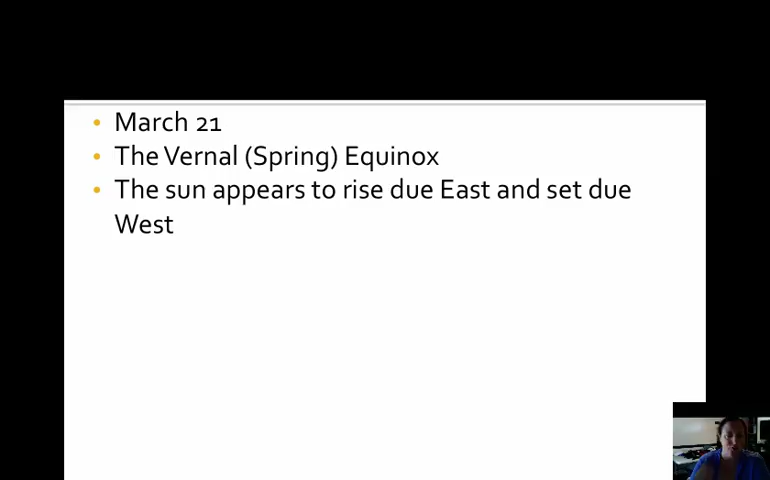 • March 21
• The Vernal (Spring) Equinox
• The sun appears to rise due East and set due
West